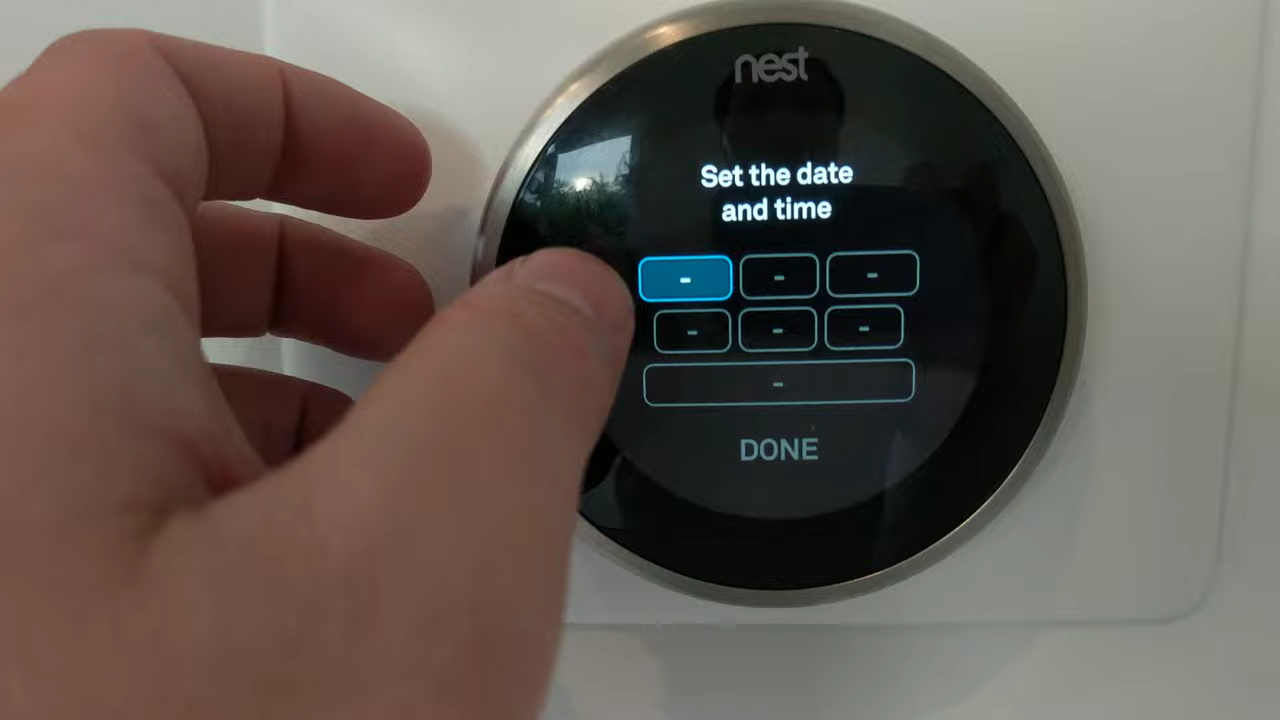 nest
Set the date
and time
- - -
- - -
-
DONE